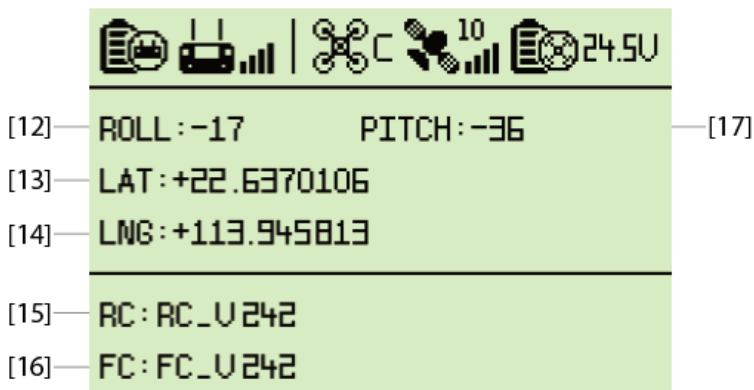 C 10 24.5V
[12] ROLL:-17 PITCH:-36 [17]
[13] LAT:+22.6370106
[14] LNG:+113.945813
[15] RC:RC_V242
[16] FC:FC_V242